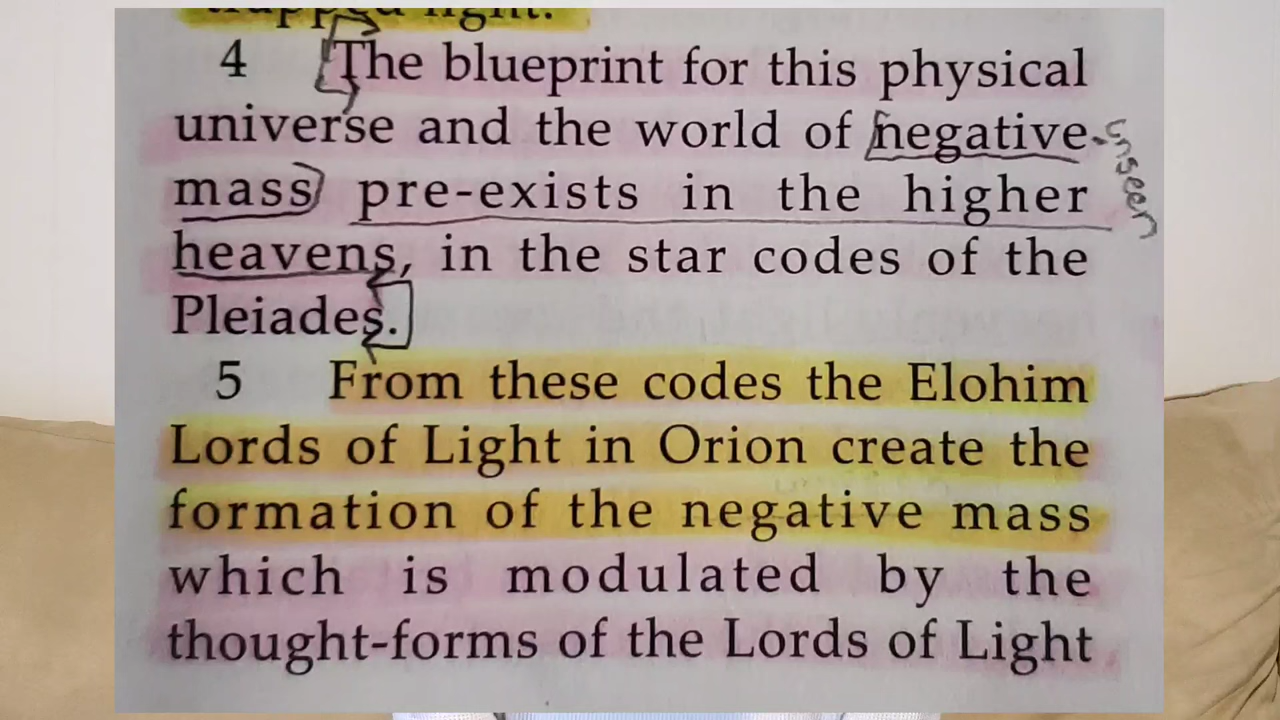 trapped light.
4 The blueprint for this physical
universe and the world of negative
mass pre-exists in the higher
heavens, in the star codes of the
Pleiades.
5 From these codes the Elohim
Lords of Light in Orion create the
formation of the negative mass
which is modulated by the
thought-forms of the Lords of Light
unseen